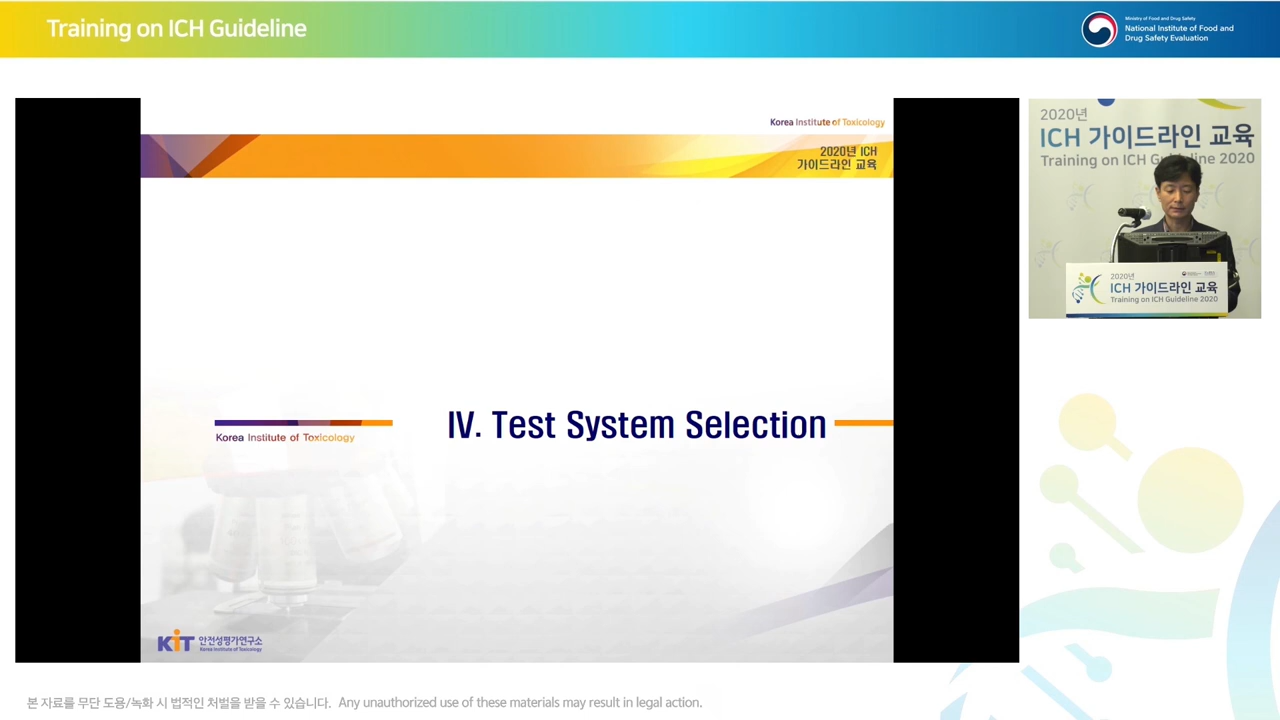 Training on ICH Guideline
Ministry of Food and Drug Safety
National Institute of Food and
Drug Safety Evaluation
Korea Institute of Toxicology
2020년 ICH
가이드라인 교육
IV. Test System Selection
Korea Institute of Toxicology
KIT 안전성평가연구소
Korea Institute of Toxicology
2020년
ICH 가이드라인 교육
Training on ICH Guideline 2020
2020년
ICH 가이드라인 교육
Training on ICH Guideline 2020
본 자료를 무단 도용/녹화 시 법적인 처벌을 받을 수 있습니다. Any unauthorized use of these materials may result in legal action.